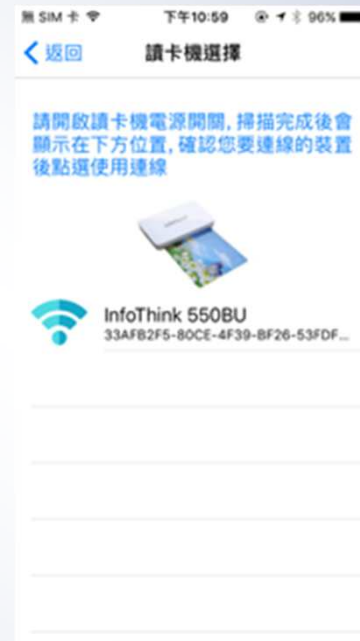 無 SIM 卡 下午10:59 96%
返回 讀卡機選擇
請開啟讀卡機電源開關, 掃描完成後會
顯示在下方位置, 確認您要連線的裝置
後點選使用連線
InfoThink 550BU
33AFB2F5-80CE-4F39-BF26-53FDF...